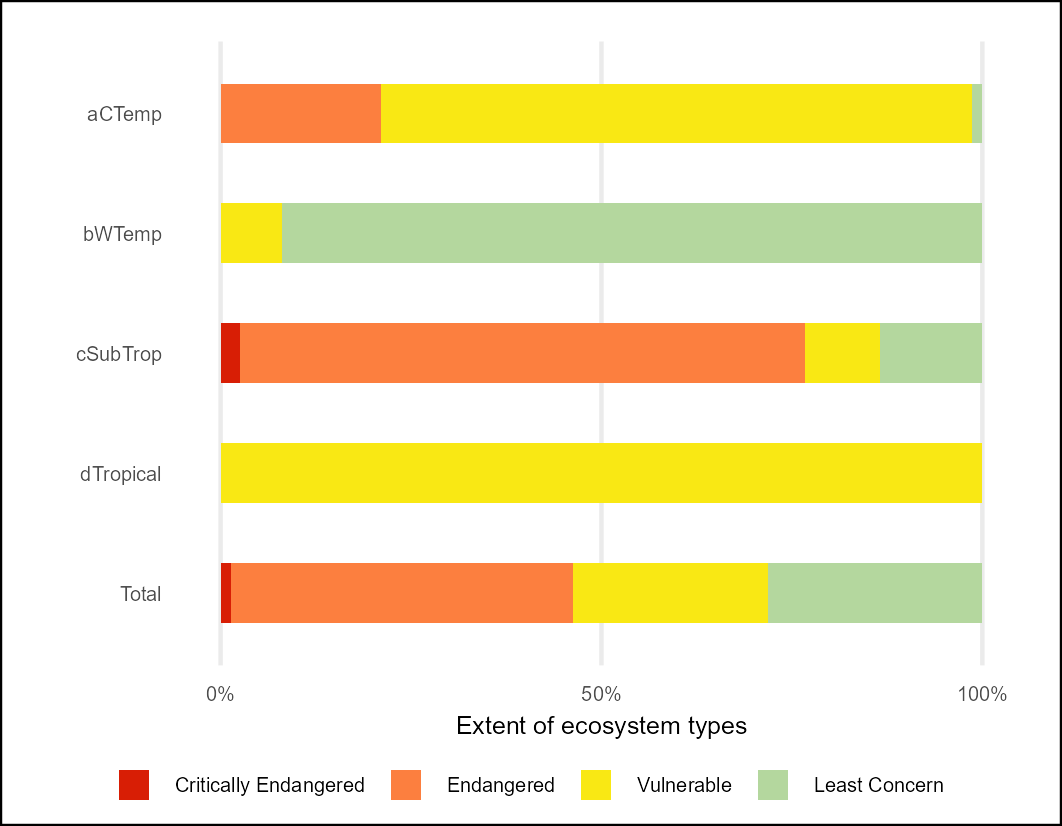 aCTemp
bWTemp
cSubTrop
dTropical
Total
0% 50% 100%
Extent of ecosystem types
Critically Endangered Endangered Vulnerable Least Concern